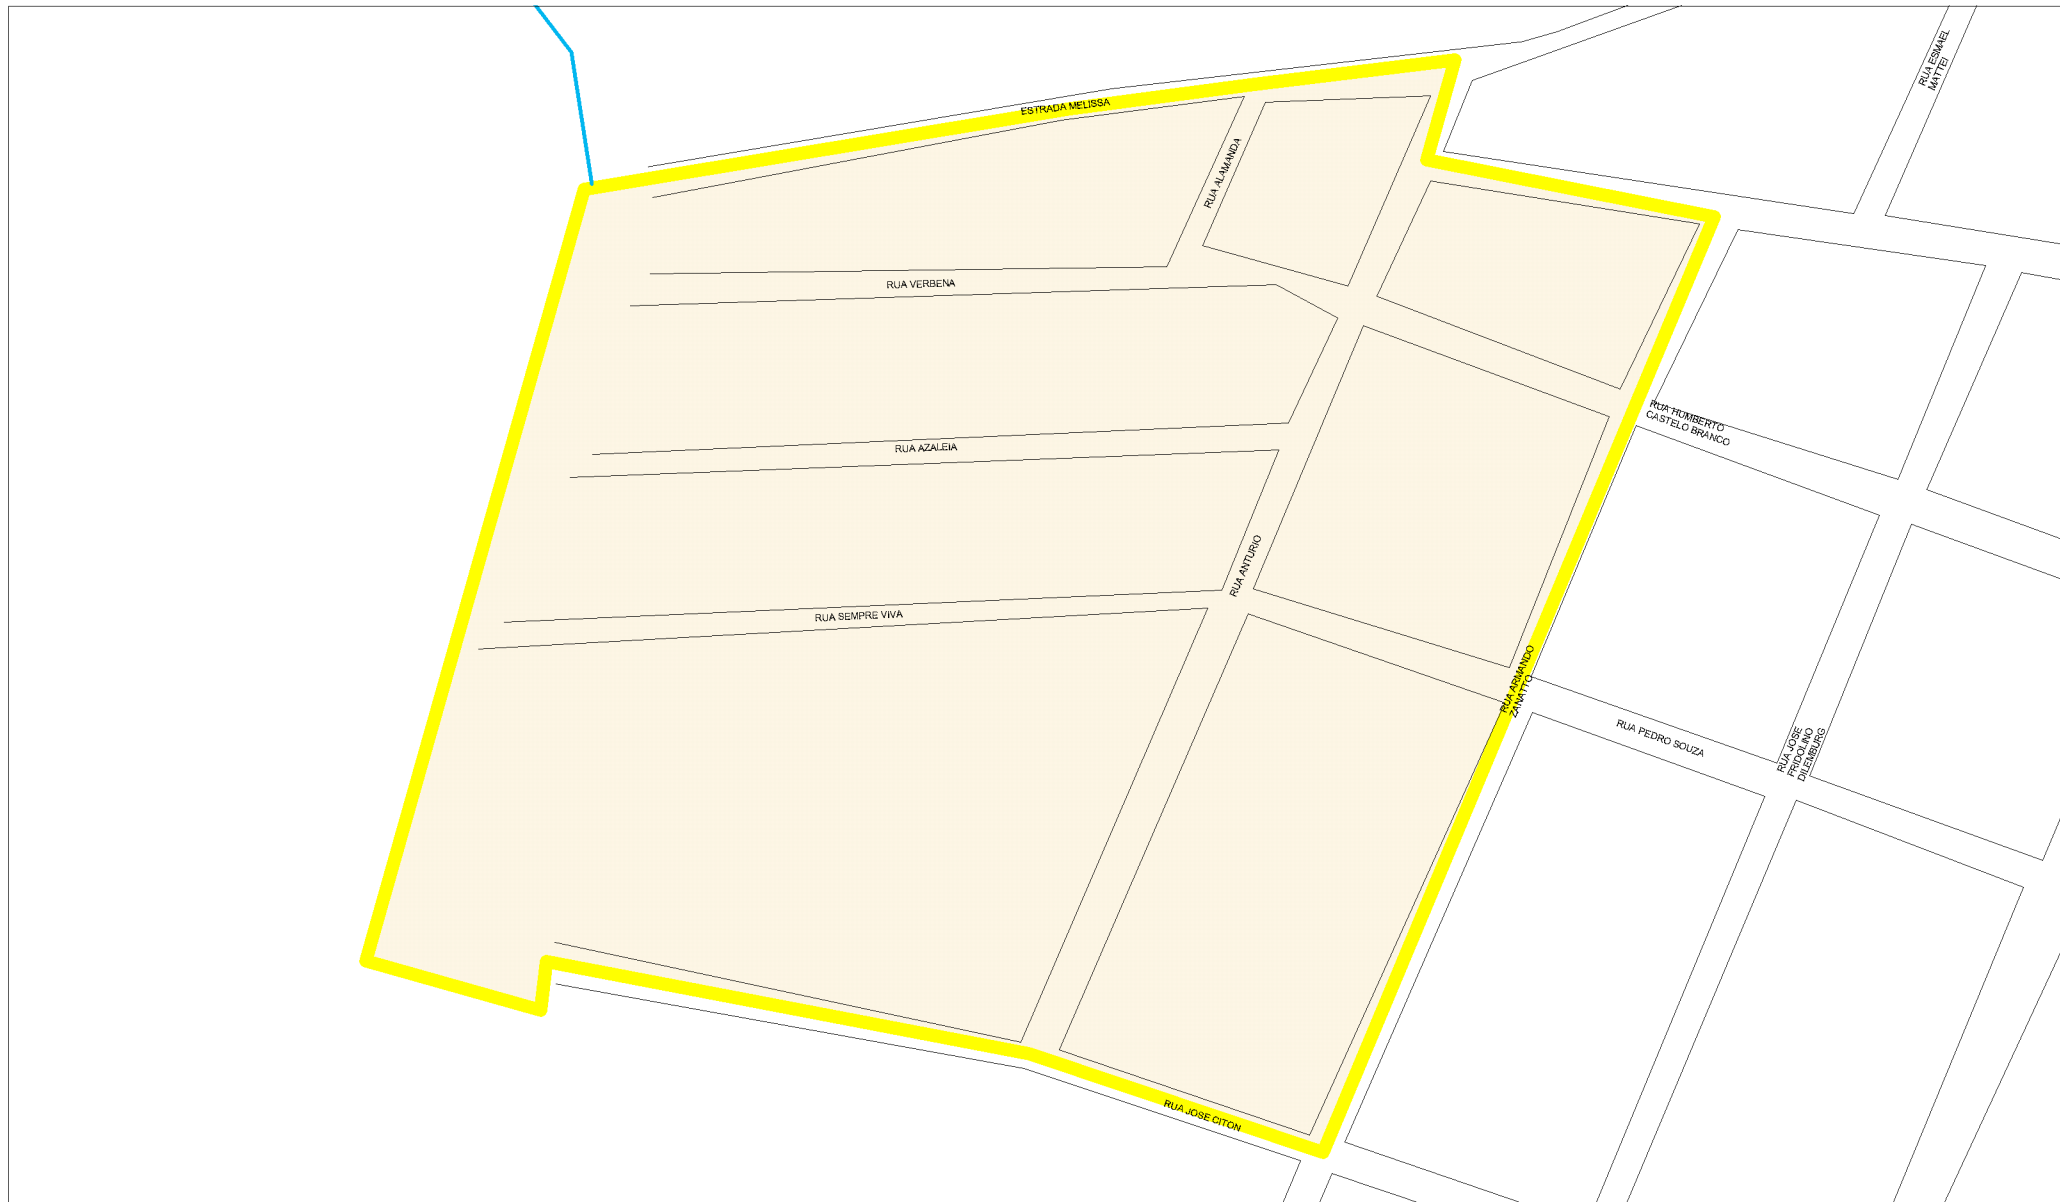 RUA ESMAEL
MATTEI
ESTRADA MELISSA
RUA ALAMANDA
RUA VERBENA
RUA HUMBERTO
CASTELO BRANCO
RUA AZALEIA
RUA ANTURIO
RUA SEMPRE VIVA
RUA ARMANDO
ZANATTO
RUA PEDRO SOUZA
RUA JOSE
FRIDOLINO
DILEMBURG
RUA JOSE CITON